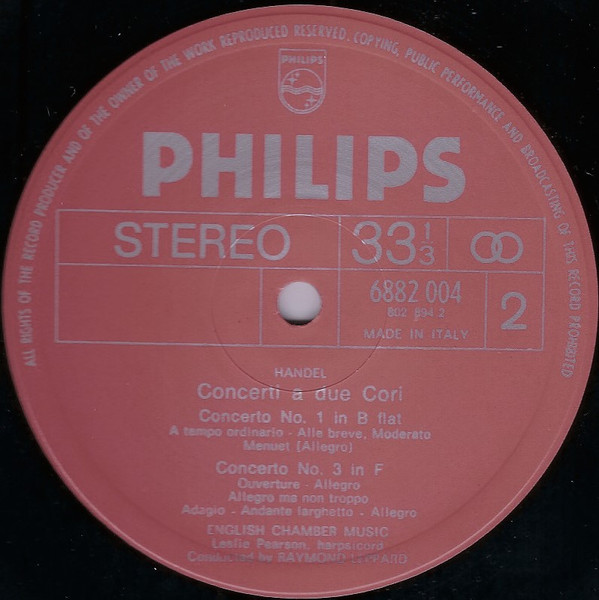 ALL RIGHTS OF THE RECORD PRODUCER AND OF THE OWNER OF THE WORK REPRODUCED RESERVED. COPYING, PUBLIC PERFORMANCE AND BROADCASTING OF THIS RECORD PROHIBITED
PHILIPS
PHILIPS
STEREO 33 1/3
6882 004
802 894 2
MADE IN ITALY
2
HANDEL
Concerti a due Cori
Concerto No. 1 in B flat
A tempo ordinario - Alle breve, Moderato
Menuet (Allegro)
Concerto No. 3 in F
Ouverture - Allegro
Allegro ma non troppo
Adagio - Andante larghetto - Allegro
ENGLISH CHAMBER MUSIC
Leslie Pearson, harpsicord
Conducted by RAYMOND LEPPARD